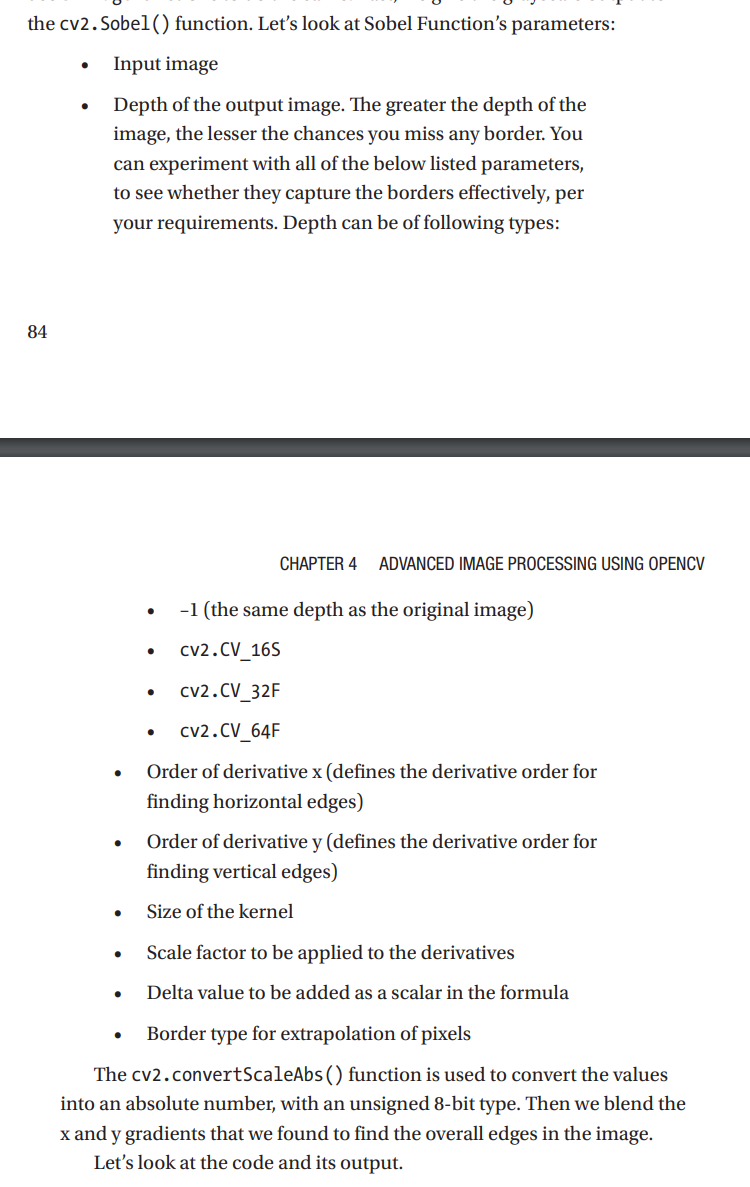 the cv2.Sobel() function. Let’s look at Sobel Function’s parameters:
• Input image
• Depth of the output image. The greater the depth of the
image, the lesser the chances you miss any border. You
can experiment with all of the below listed parameters,
to see whether they capture the borders effectively, per
your requirements. Depth can be of following types:
84
CHAPTER 4 ADVANCED IMAGE PROCESSING USING OPENCV
• –1 (the same depth as the original image)
• cv2.CV_16S
• cv2.CV_32F
• cv2.CV_64F
• Order of derivative x (defines the derivative order for
finding horizontal edges)
• Order of derivative y (defines the derivative order for
finding vertical edges)
• Size of the kernel
• Scale factor to be applied to the derivatives
• Delta value to be added as a scalar in the formula
• Border type for extrapolation of pixels
The cv2.convertScaleAbs() function is used to convert the values
into an absolute number, with an unsigned 8-bit type. Then we blend the
x and y gradients that we found to find the overall edges in the image.
Let’s look at the code and its output.